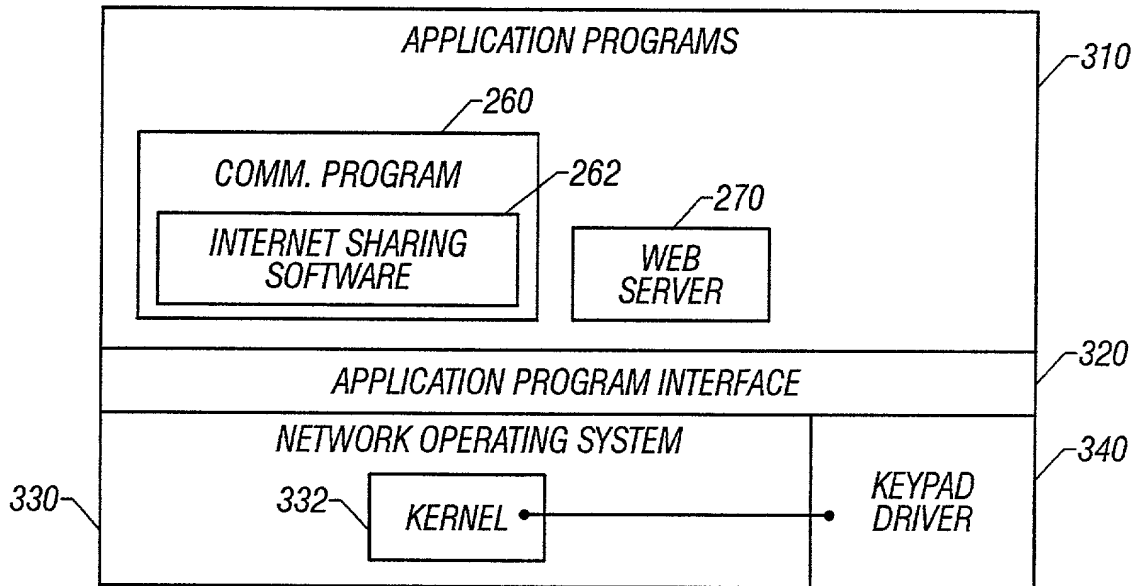 APPLICATION PROGRAMS
310
260
COMM. PROGRAM
262
INTERNET SHARING
SOFTWARE
270
WEB
SERVER
320
APPLICATION PROGRAM INTERFACE
NETWORK OPERATING SYSTEM
340
330
332
KERNEL
KEYPAD
DRIVER